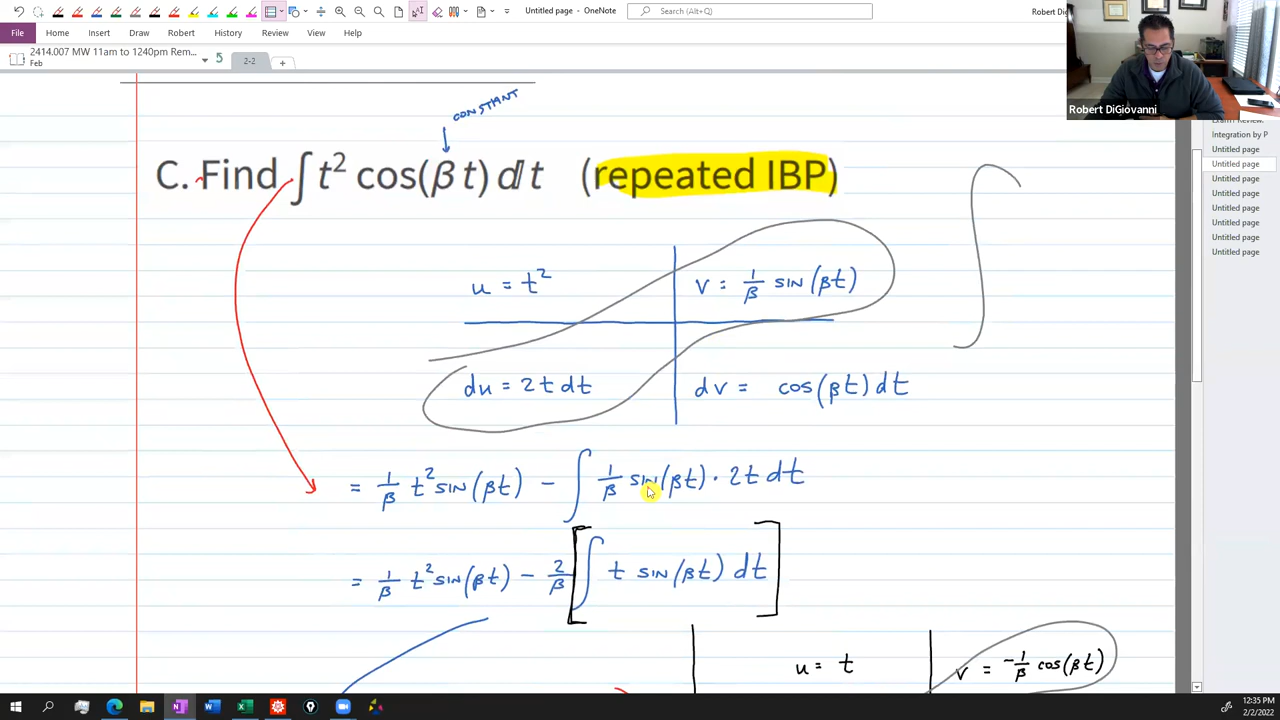 Untitled page - OneNote
Search (Alt+Q)
Robert Di
File
Home
Insert
Draw
Robert
History
Review
View
Help
2414.007 MW 11am to 1240pm Rem...
Feb
5
2-2
Robert DiGiovanni
Integration by P
Untitled page
Untitled page
Untitled page
Untitled page
Untitled page
Untitled page
Untitled page
Untitled page
CONSTANT
C. Find ∫ t² cos(β t) dt (repeated IBP)
u = t²
v = 1/β sin(βt)
du = 2t dt
dv = cos(βt) dt
= 1/β t² sin(βt) - ∫ 1/β sin(βt) · 2t dt
= 1/β t² sin(βt) - 2/β [∫ t sin(βt) dt]
u = t
v = -1/β cos(βt)
12:35 PM
2/2/2022